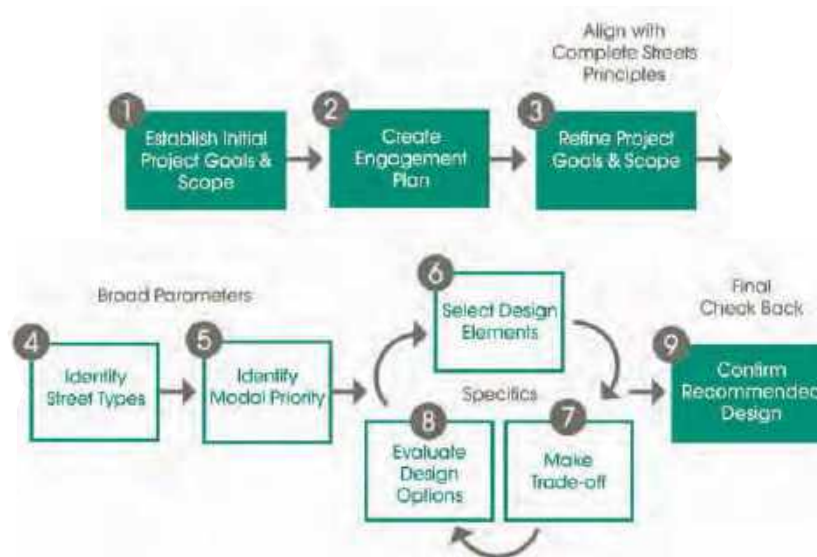 Align with
Complete Streets
Principles
1
Establish Initial
Project Goals &
Scope
2
Create
Engagement
Plan
3
Refine Project
Goals & Scope
Broad Parameters
4
Identify
Street Types
5
Identify
Modal Priority
6
Select Design
Elements
Specifics
7
Make
Trade-off
8
Evaluate
Design
Options
Final
Check Back
9
Confirm
Recommended
Design